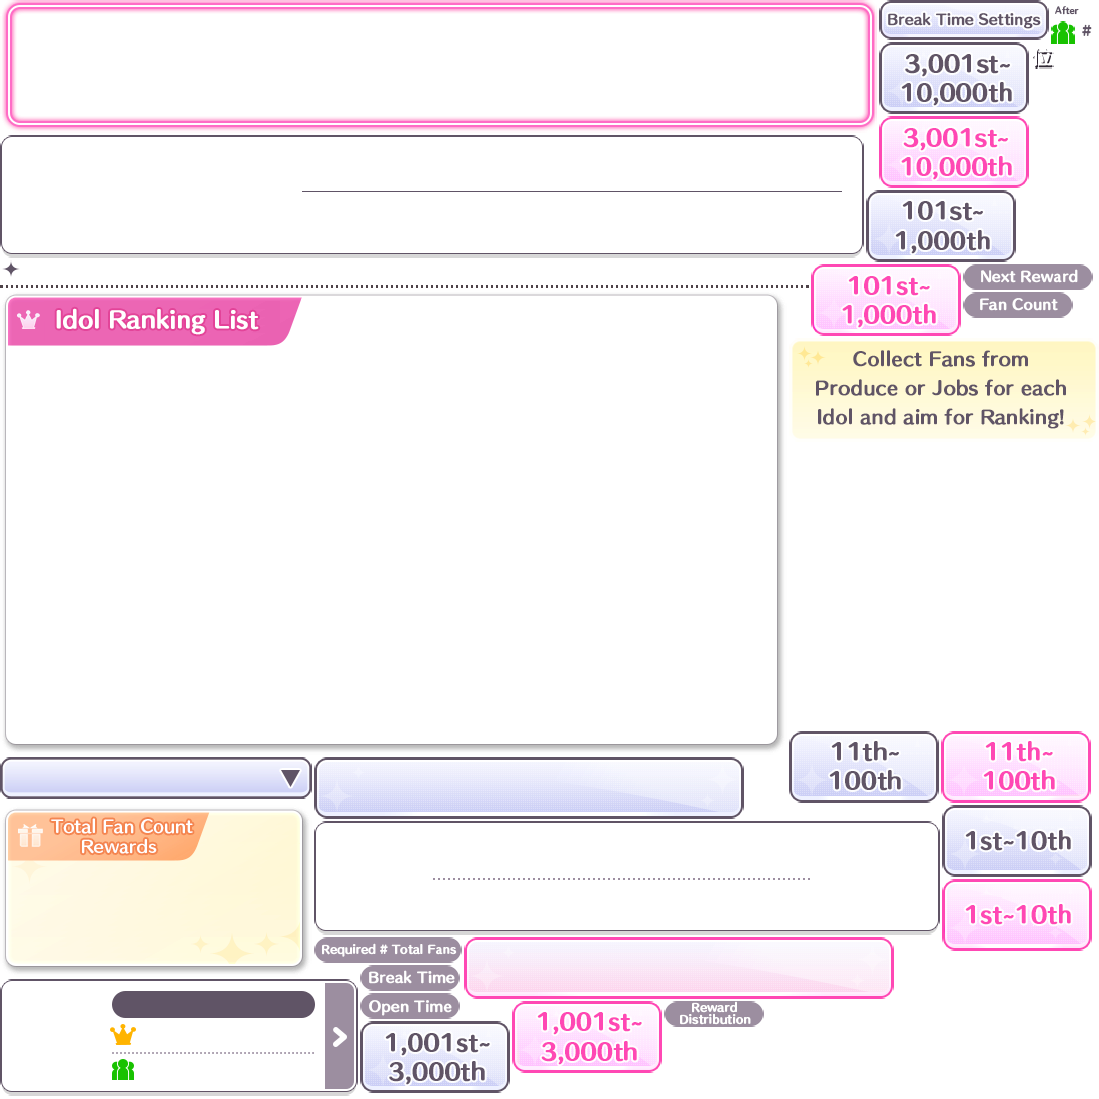 Break Time Settings
After
#
3,001st~
10,000th
3,001st~
10,000th
101st~
1,000th
101st~
1,000th
Next Reward
Fan Count
Idol Ranking List
Collect Fans from
Produce or Jobs for each
Idol and aim for Ranking!
11th~
100th
11th~
100th
Total Fan Count
Rewards
1st~10th
1st~10th
Required # Total Fans
Break Time
Open Time
1,001st~
3,000th
1,001st~
3,000th
Reward
Distribution